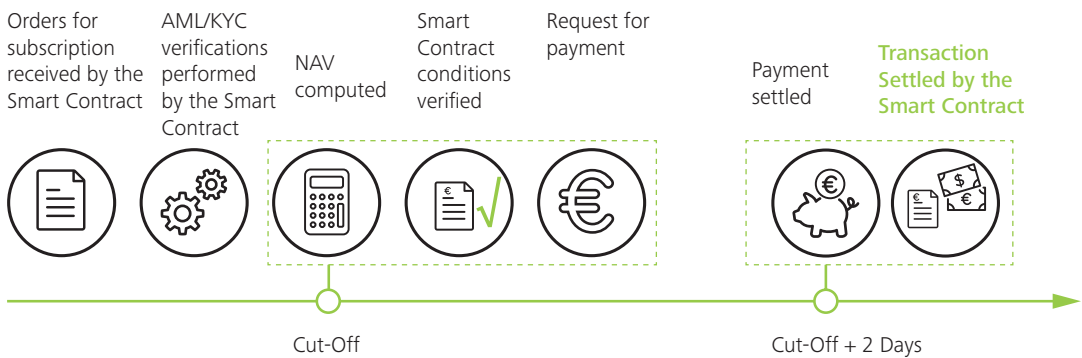 Orders for
subscription
received by the
Smart Contract
AML/KYC
verifications
performed
by the Smart
Contract
NAV
computed
Smart
Contract
conditions
verified
Request for
payment
Payment
settled
Transaction
Settled by the
Smart Contract
€
€
€
$
€
€
Cut-Off
Cut-Off + 2 Days